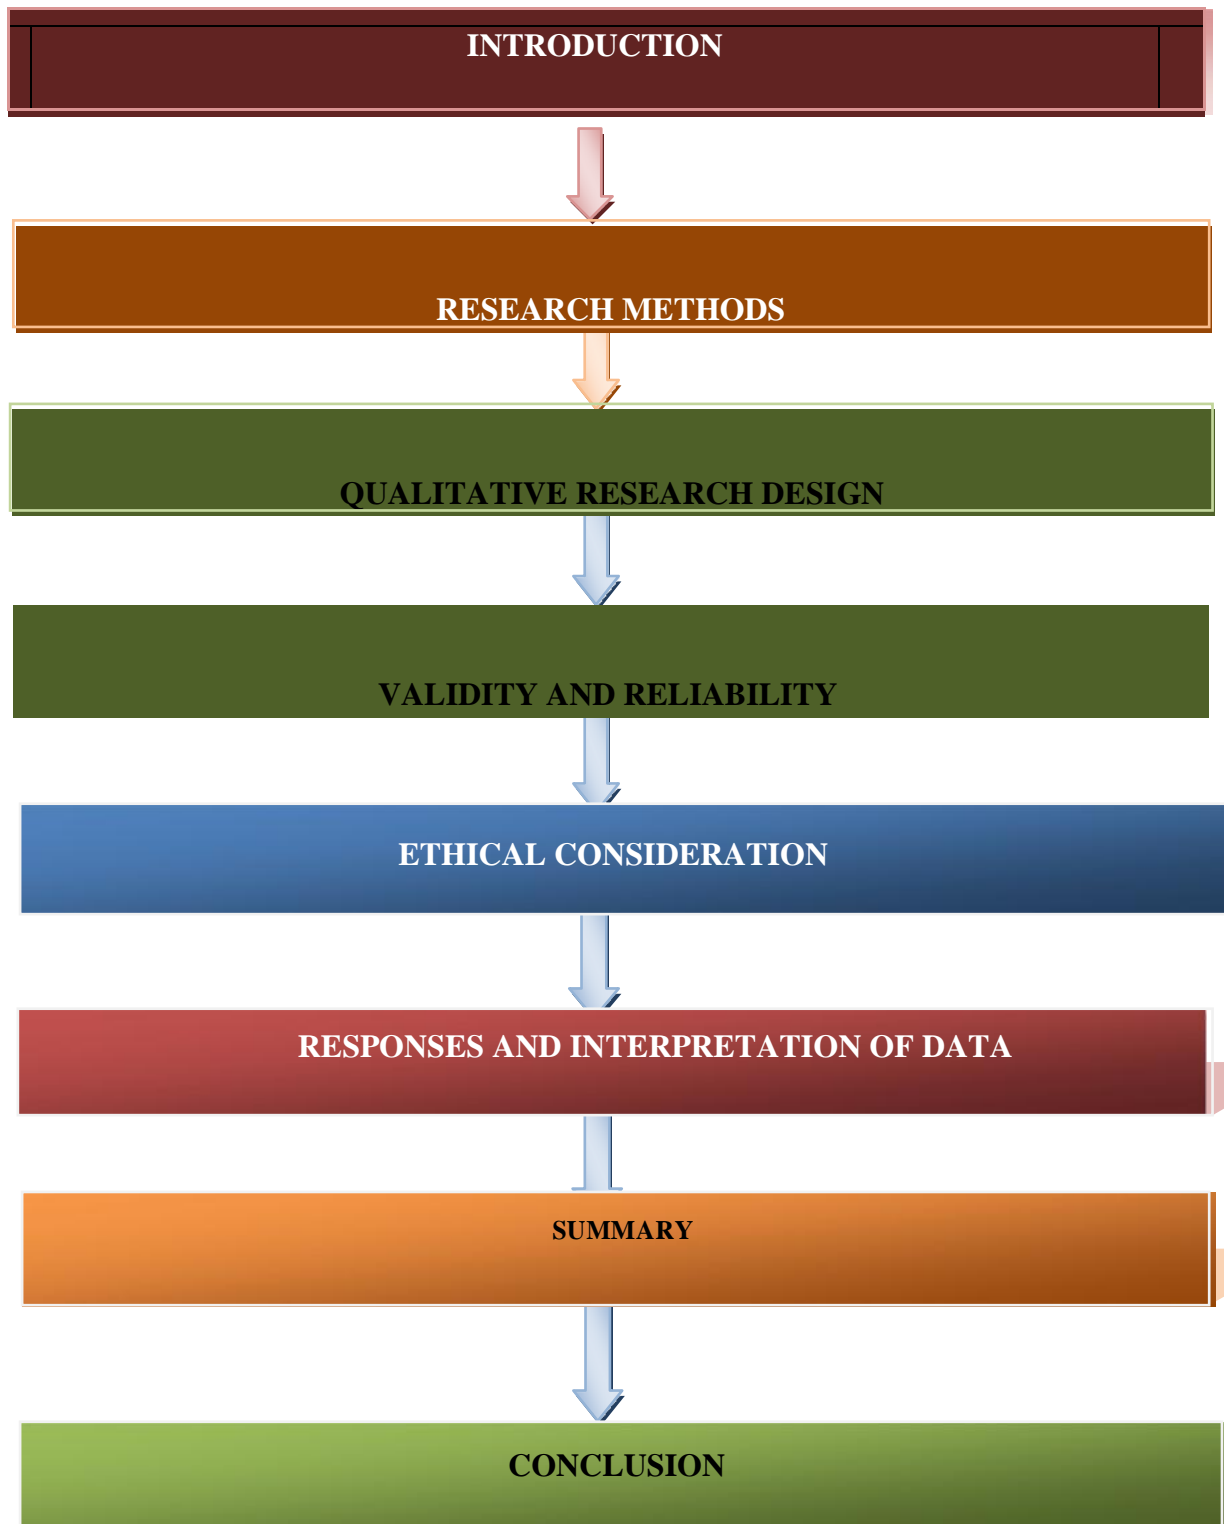 INTRODUCTION
RESEARCH METHODS
QUALITATIVE RESEARCH DESIGN
VALIDITY AND RELIABILITY
ETHICAL CONSIDERATION
RESPONSES AND INTERPRETATION OF DATA
SUMMARY
CONCLUSION